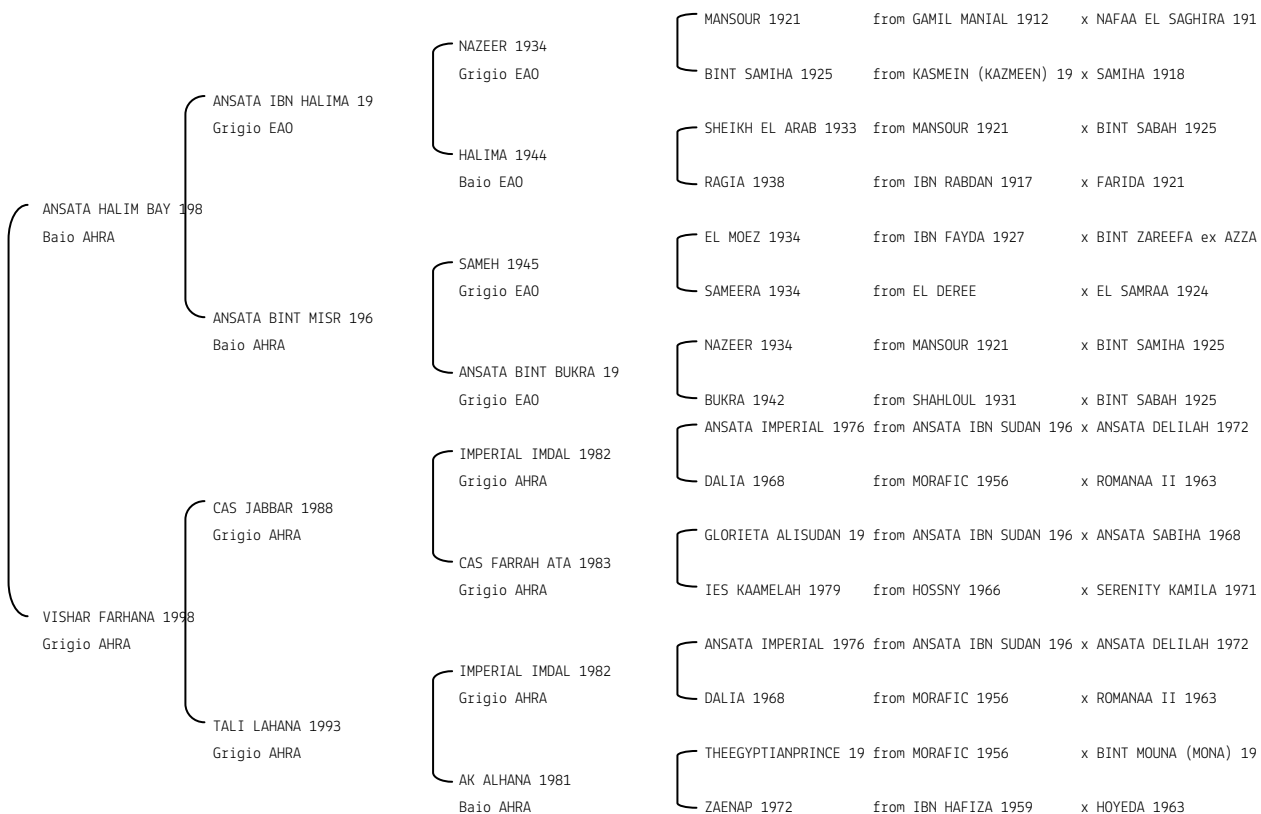 MANSOUR 1921 from GAMIL MANIAL 1912 x NAFAA EL SAGHIRA 191
NAZEER 1934
Grigio EAO BINT SAMIHA 1925 from KASMEIN (KAZMEEN) 19 x SAMIHA 1918
ANSATA IBN HALIMA 19
Grigio EAO SHEIKH EL ARAB 1933 from MANSOUR 1921 x BINT SABAH 1925
HALIMA 1944
Baio EAO RAGIA 1938 from IBN RABDAN 1917 x FARIDA 1921
ANSATA HALIM BAY 198
Baio AHRA EL MOEZ 1934 from IBN FAYDA 1927 x BINT ZAREEFA ex AZZA
SAMEH 1945
Grigio EAO SAMEERA 1934 from EL DEREE x EL SAMRAA 1924
ANSATA BINT MISR 196
Baio AHRA NAZEER 1934 from MANSOUR 1921 x BINT SAMIHA 1925
ANSATA BINT BUKRA 19
Grigio EAO BUKRA 1942 from SHAHLOUL 1931 x BINT SABAH 1925
ANSATA IMPERIAL 1976 from ANSATA IBN SUDAN 196 x ANSATA DELILAH 1972
IMPERIAL IMDAL 1982
Grigio AHRA DALIA 1968 from MORAFIC 1956 x ROMANAA II 1963
CAS JABBAR 1988
Grigio AHRA GLORIETA ALISUDAN 19 from ANSATA IBN SUDAN 196 x ANSATA SABIHA 1968
CAS FARRAH ATA 1983
Grigio AHRA IES KAAMELAH 1979 from HOSSNY 1966 x SERENITY KAMILA 1971
VISHAR FARHANA 1998
Grigio AHRA ANSATA IMPERIAL 1976 from ANSATA IBN SUDAN 196 x ANSATA DELILAH 1972
IMPERIAL IMDAL 1982
Grigio AHRA DALIA 1968 from MORAFIC 1956 x ROMANAA II 1963
TALI LAHANA 1993
Grigio AHRA THEEGYPTIANPRINCE 19 from MORAFIC 1956 x BINT MOUNA (MONA) 19
AK ALHANA 1981
Baio AHRA ZAENAP 1972 from IBN HAFIZA 1959 x HOYEDA 1963